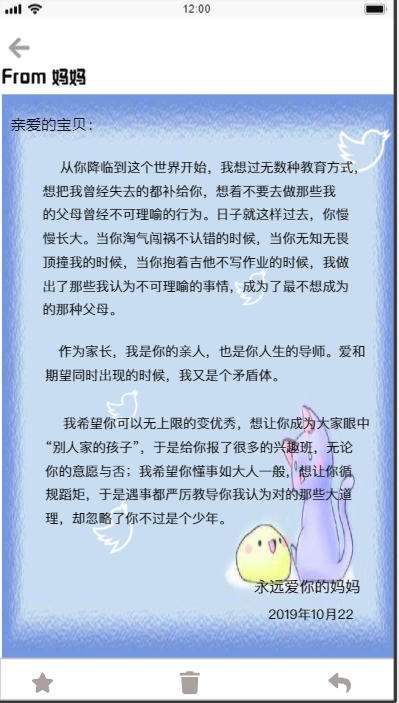 12:00
From 妈妈
亲爱的宝贝：
从你降临到这个世界开始，我想过无数种教育方式，
想把我曾经失去的都补给你，想着不要去做那些我
的父母曾经不可理喻的行为。日子就这样过去，你慢
慢长大。当你淘气闯祸不认错的时候，当你无知无畏
顶撞我的时候，当你抱着吉他不写作业的时候，我做
出了那些我认为不可理喻的事情，成为了最不想成为
的那种父母。
作为家长，我是你的亲人，也是你人生的导师。爱和
期望同时出现的时候，我又是个矛盾体。
我希望你可以无上限的变优秀，想让你成为大家眼中
“别人家的孩子”，于是给你报了很多的兴趣班，无论
你的意愿与否；我希望你懂事如大人一般，想让你循
规蹈矩，于是遇事都严厉教导你我认为对的那些大道
理，却忽略了你不过是个少年。
永远爱你的妈妈
2019年10月22